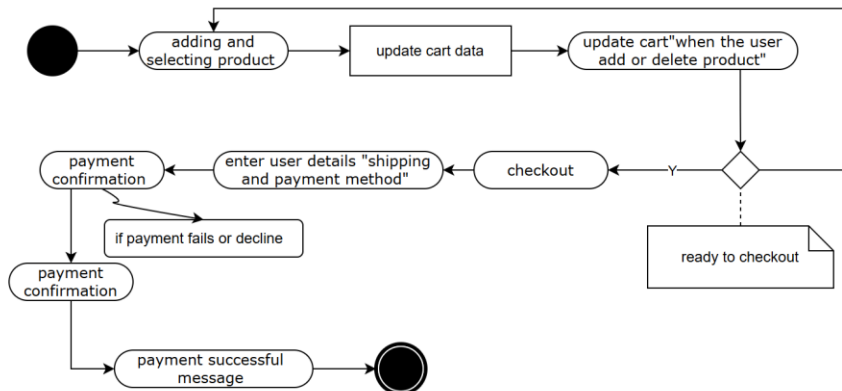 adding and
selecting product
update cart data
update cart"when the user
add or delete product"
payment
confirmation
enter user details "shipping
and payment method"
checkout
Y
if payment fails or decline
ready to checkout
payment
confirmation
payment successful
message